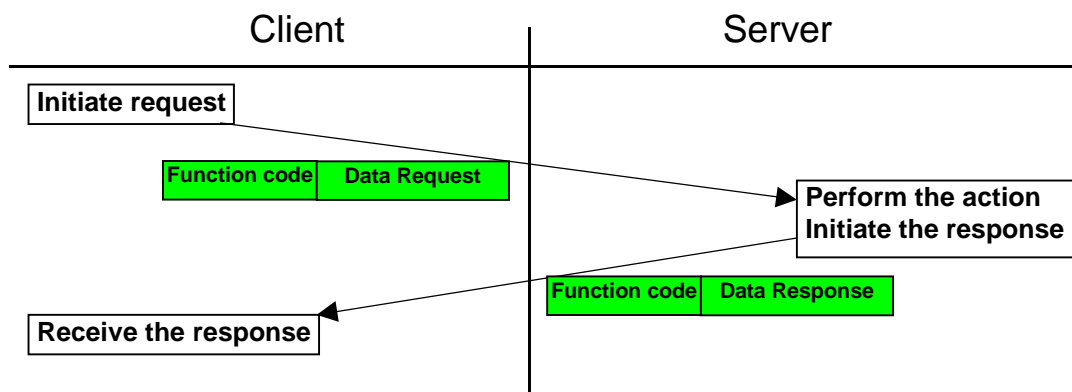 Client
Server
Initiate request
Function code Data Request
Perform the action
Initiate the response
Function code Data Response
Receive the response